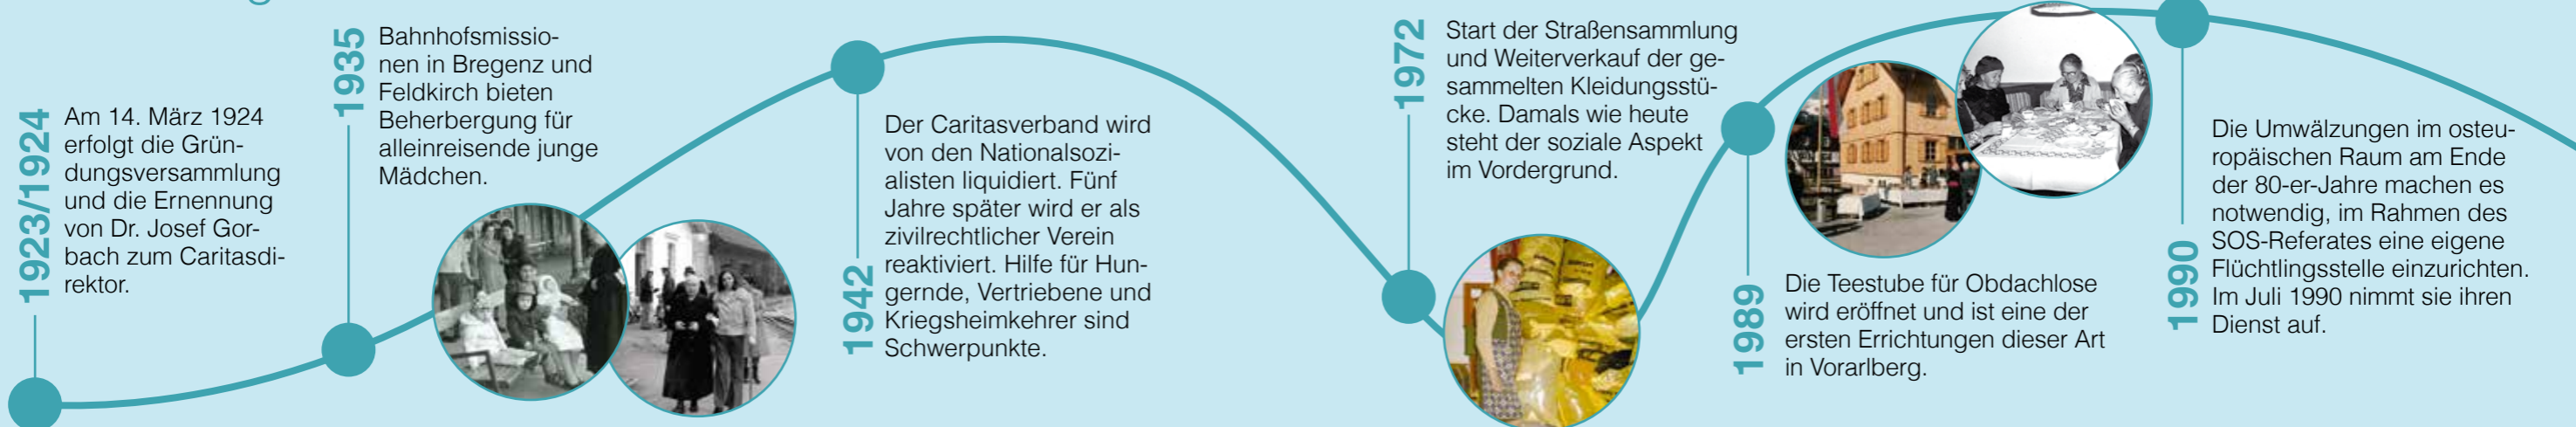 1923/1924
Am 14. März 1924
erfolgt die Grün-
dungsversammlung
und die Ernennung
von Dr. Josef Gor-
bach zum Caritasdi-
rektor.
1935
Bahnhofsmissio-
nen in Bregenz und
Feldkirch bieten
Beherbergung für
alleinreisende junge
Mädchen.
1942
Der Caritasverband wird
von den Nationalsozi-
alisten liquidiert. Fünf
Jahre später wird er als
zivilrechtlicher Verein
reaktiviert. Hilfe für Hun-
gernde, Vertriebene und
Kriegsheimkehrer sind
Schwerpunkte.
1972
Start der Straßensammlung
und Weiterverkauf der ge-
sammelten Kleidungsstü-
cke. Damals wie heute
steht der soziale Aspekt
im Vordergrund.
1989
Die Teestube für Obdachlose
wird eröffnet und ist eine der
ersten Errichtungen dieser Art
in Vorarlberg.
1990
Die Umwälzungen im osteu-
ropäischen Raum am Ende
der 80-er-Jahre machen es
notwendig, im Rahmen des
SOS-Referates eine eigene
Flüchtlingsstelle einzurichten.
Im Juli 1990 nimmt sie ihren
Dienst auf.